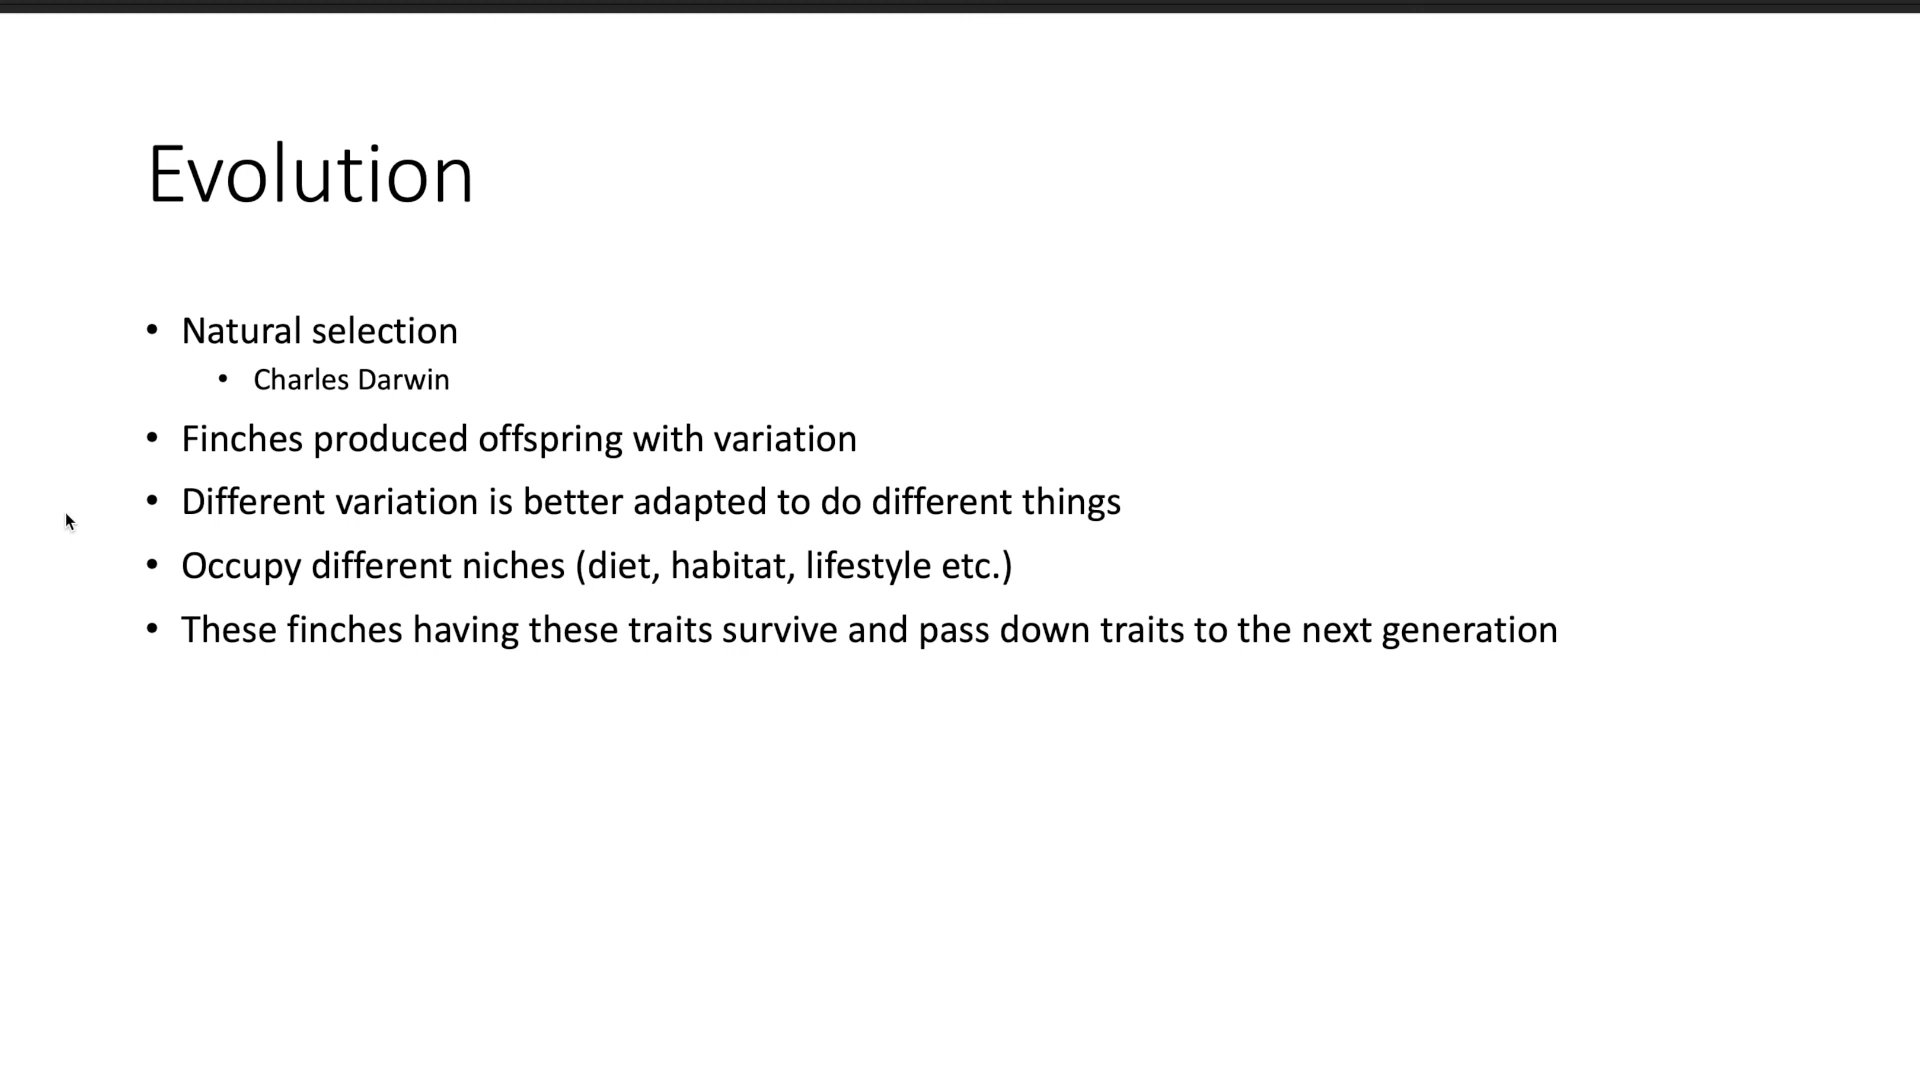 Evolution
• Natural selection
• Charles Darwin
• Finches produced offspring with variation
• Different variation is better adapted to do different things
• Occupy different niches (diet, habitat, lifestyle etc.)
• These finches having these traits survive and pass down traits to the next generation